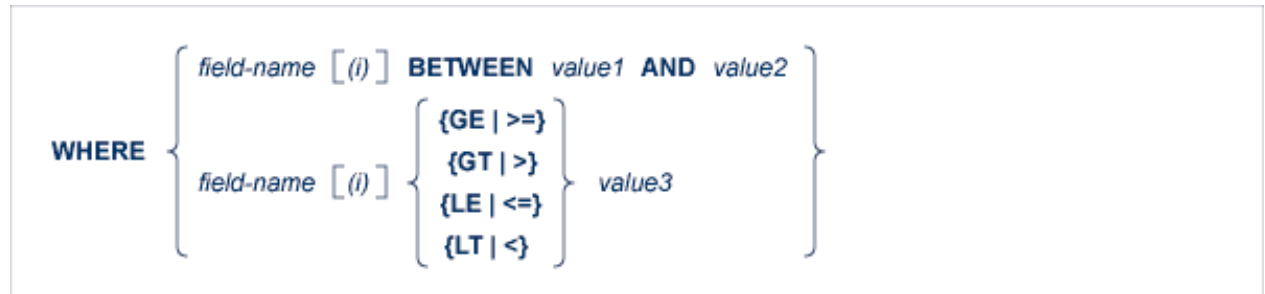 field-name [(i)] BETWEEN value1 AND value2
{GE | >=}
{GT | >}
WHERE
field-name [(i)] value3
{LE | <=}
{LT | <}